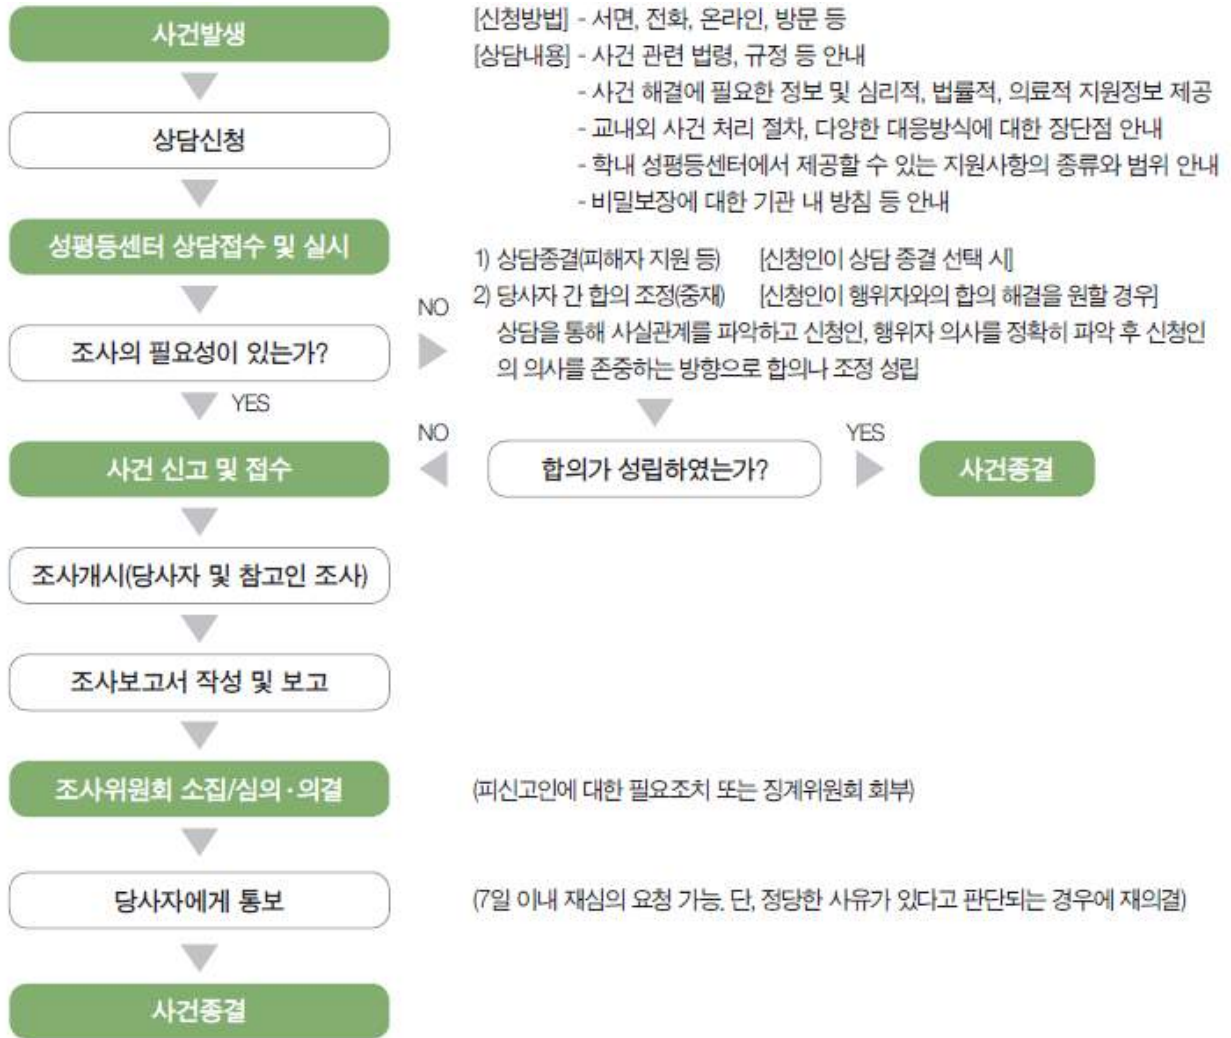 사건발생
[신청방법] - 서면, 전화, 온라인, 방문 등
[상담내용] - 사건 관련 법령, 규정 등 안내
- 사건 해결에 필요한 정보 및 심리적, 법률적, 의료적 지원정보 제공
- 교내외 사건 처리 절차, 다양한 대응방식에 대한 장단점 안내
- 학내 성평등센터에서 제공할 수 있는 지원사항의 종류와 범위 안내
- 비밀보장에 대한 기관 내 방침 등 안내
상담신청
성평등센터 상담접수 및 실시
조사의 필요성이 있는가?
NO
1) 상담종결(피해자 지원 등) [신청인이 상담 종결 선택 시]
2) 당사자 간 합의 조정(중재) [신청인이 행위자와의 합의 해결을 원할 경우]
상담을 통해 사실관계를 파악하고 신청인, 행위자 의사를 정확히 파악 후 신청인
의 의사를 존중하는 방향으로 합의나 조정 성립
YES
사건 신고 및 접수
NO
합의가 성립하였는가?
YES
사건종결
조사개시(당사자 및 참고인 조사)
조사보고서 작성 및 보고
조사위원회 소집/심의·의결
(피신고인에 대한 필요조치 또는 징계위원회 회부)
당사자에게 통보
(7일 이내 재심의 요청 가능. 단, 정당한 사유가 있다고 판단되는 경우에 재의결)
사건종결